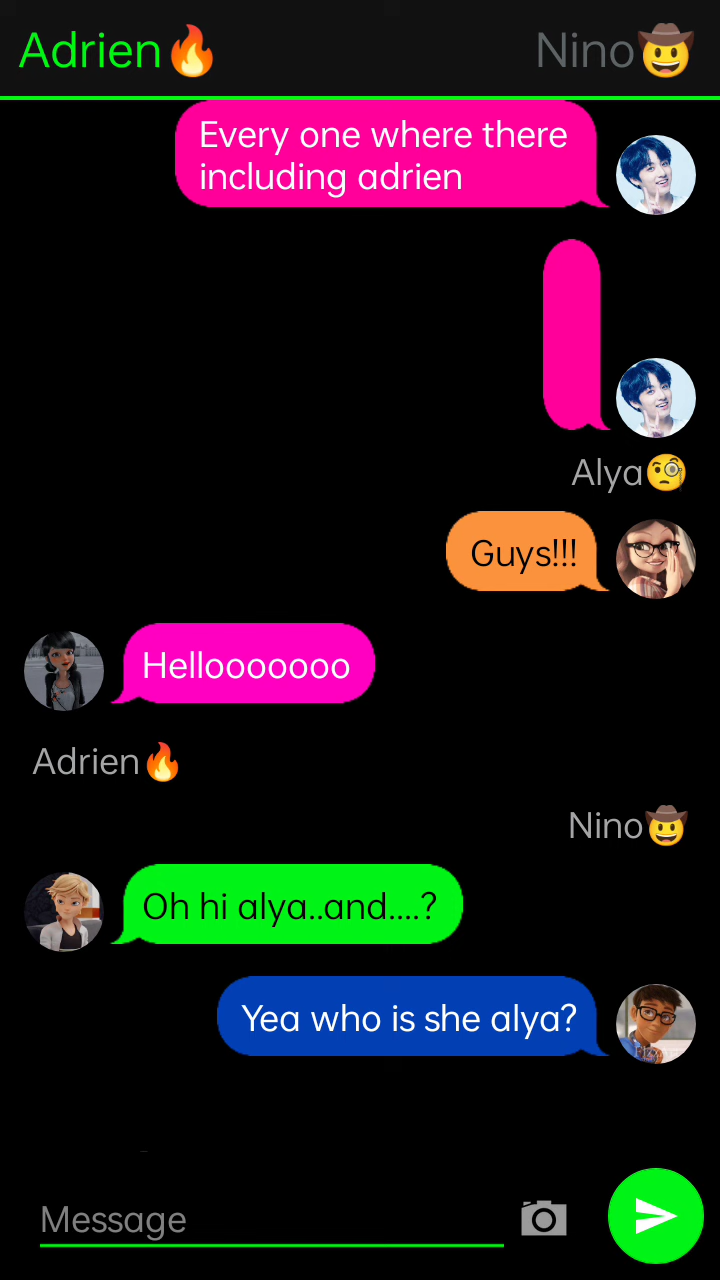 Adrien🔥
Nino🤠
Every one where there
including adrien
Alya🧐
Guys!!!
Hellooooooo
Adrien🔥
Nino🤠
Oh hi alya..and....?
Yea who is she alya?
Message